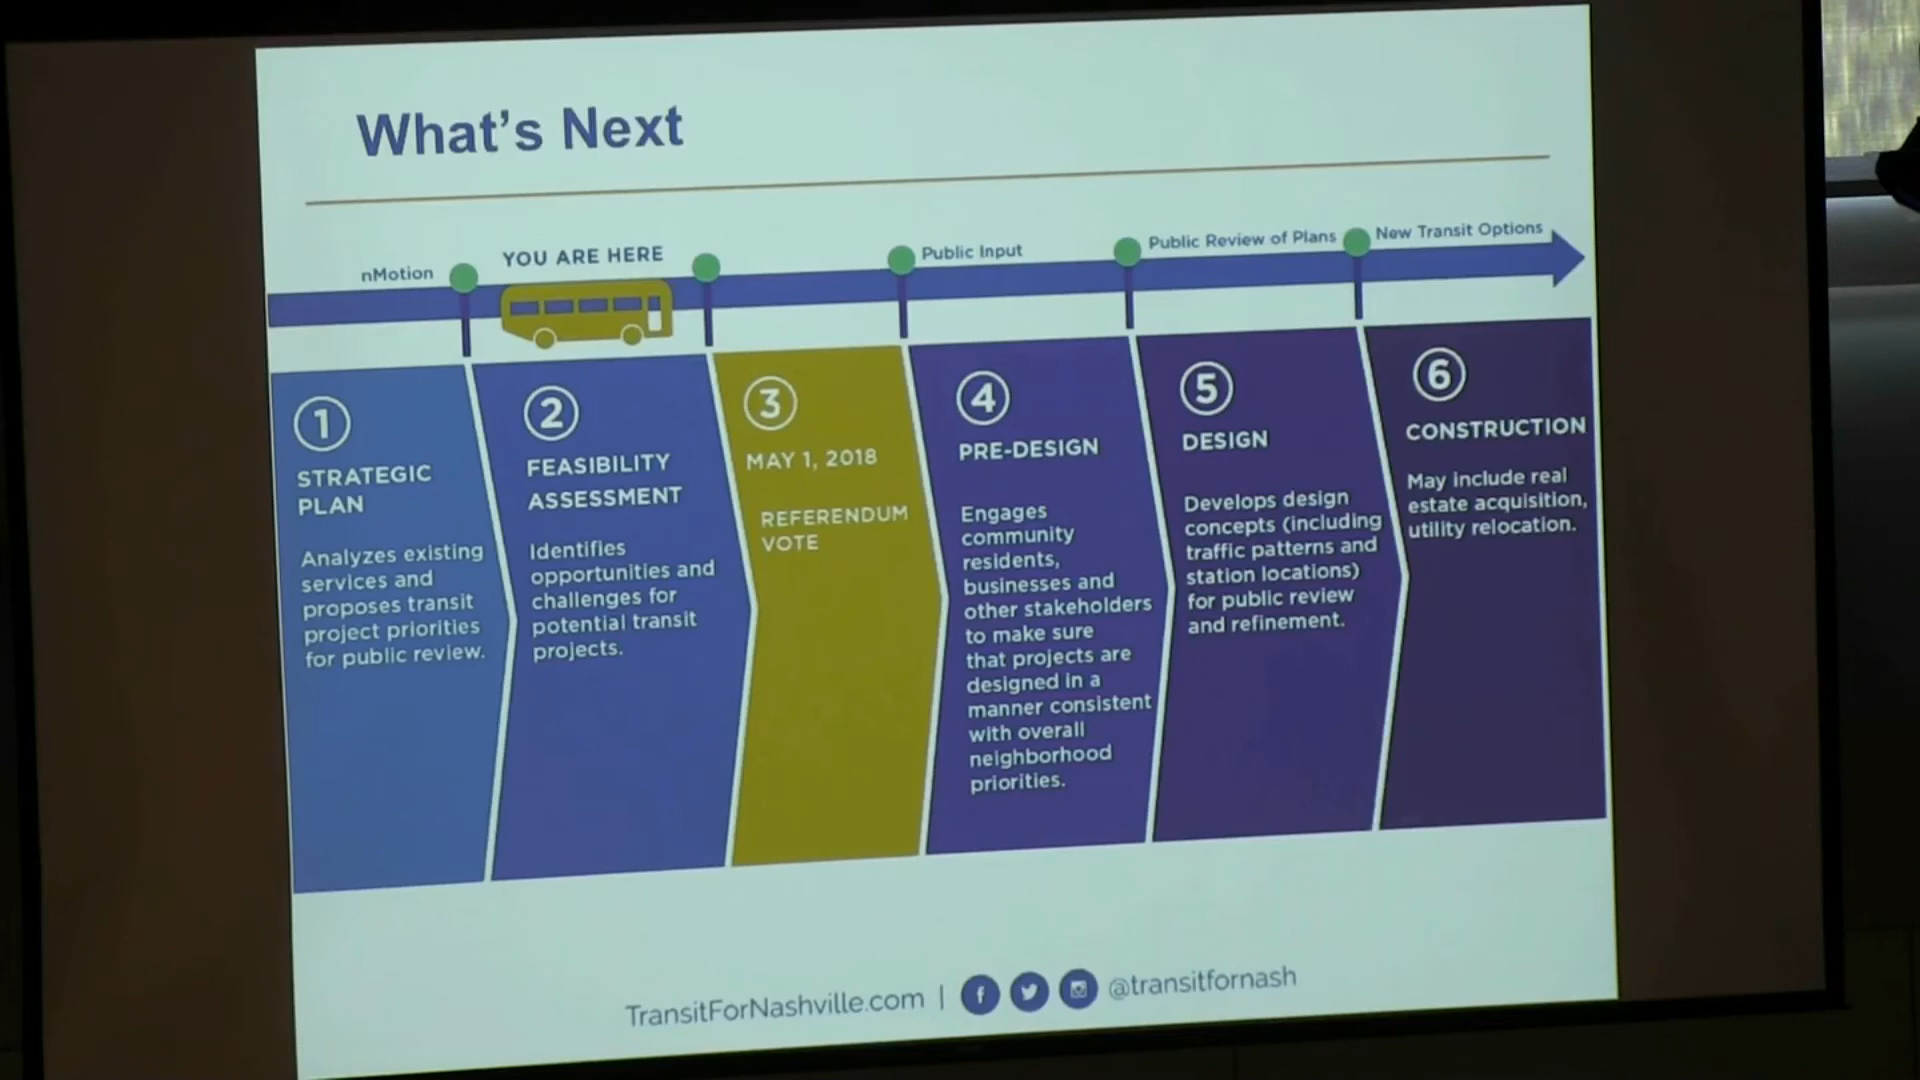 What's Next
nMotion
YOU ARE HERE
Public Input
Public Review of Plans
New Transit Options
1
STRATEGIC
PLAN
Analyzes existing
services and
proposes transit
project priorities
for public review.
2
FEASIBILITY
ASSESSMENT
Identifies
opportunities and
challenges for
potential transit
projects.
3
MAY 1, 2018
REFERENDUM
VOTE
4
PRE-DESIGN
Engages
community
residents,
businesses and
other stakeholders
to make sure
that projects are
designed in a
manner consistent
with overall
neighborhood
priorities.
5
DESIGN
Develops design
concepts (including
traffic patterns and
station locations)
for public review
and refinement.
6
CONSTRUCTION
May include real
estate acquisition,
utility relocation.
TransitForNashville.com | @transitfornash